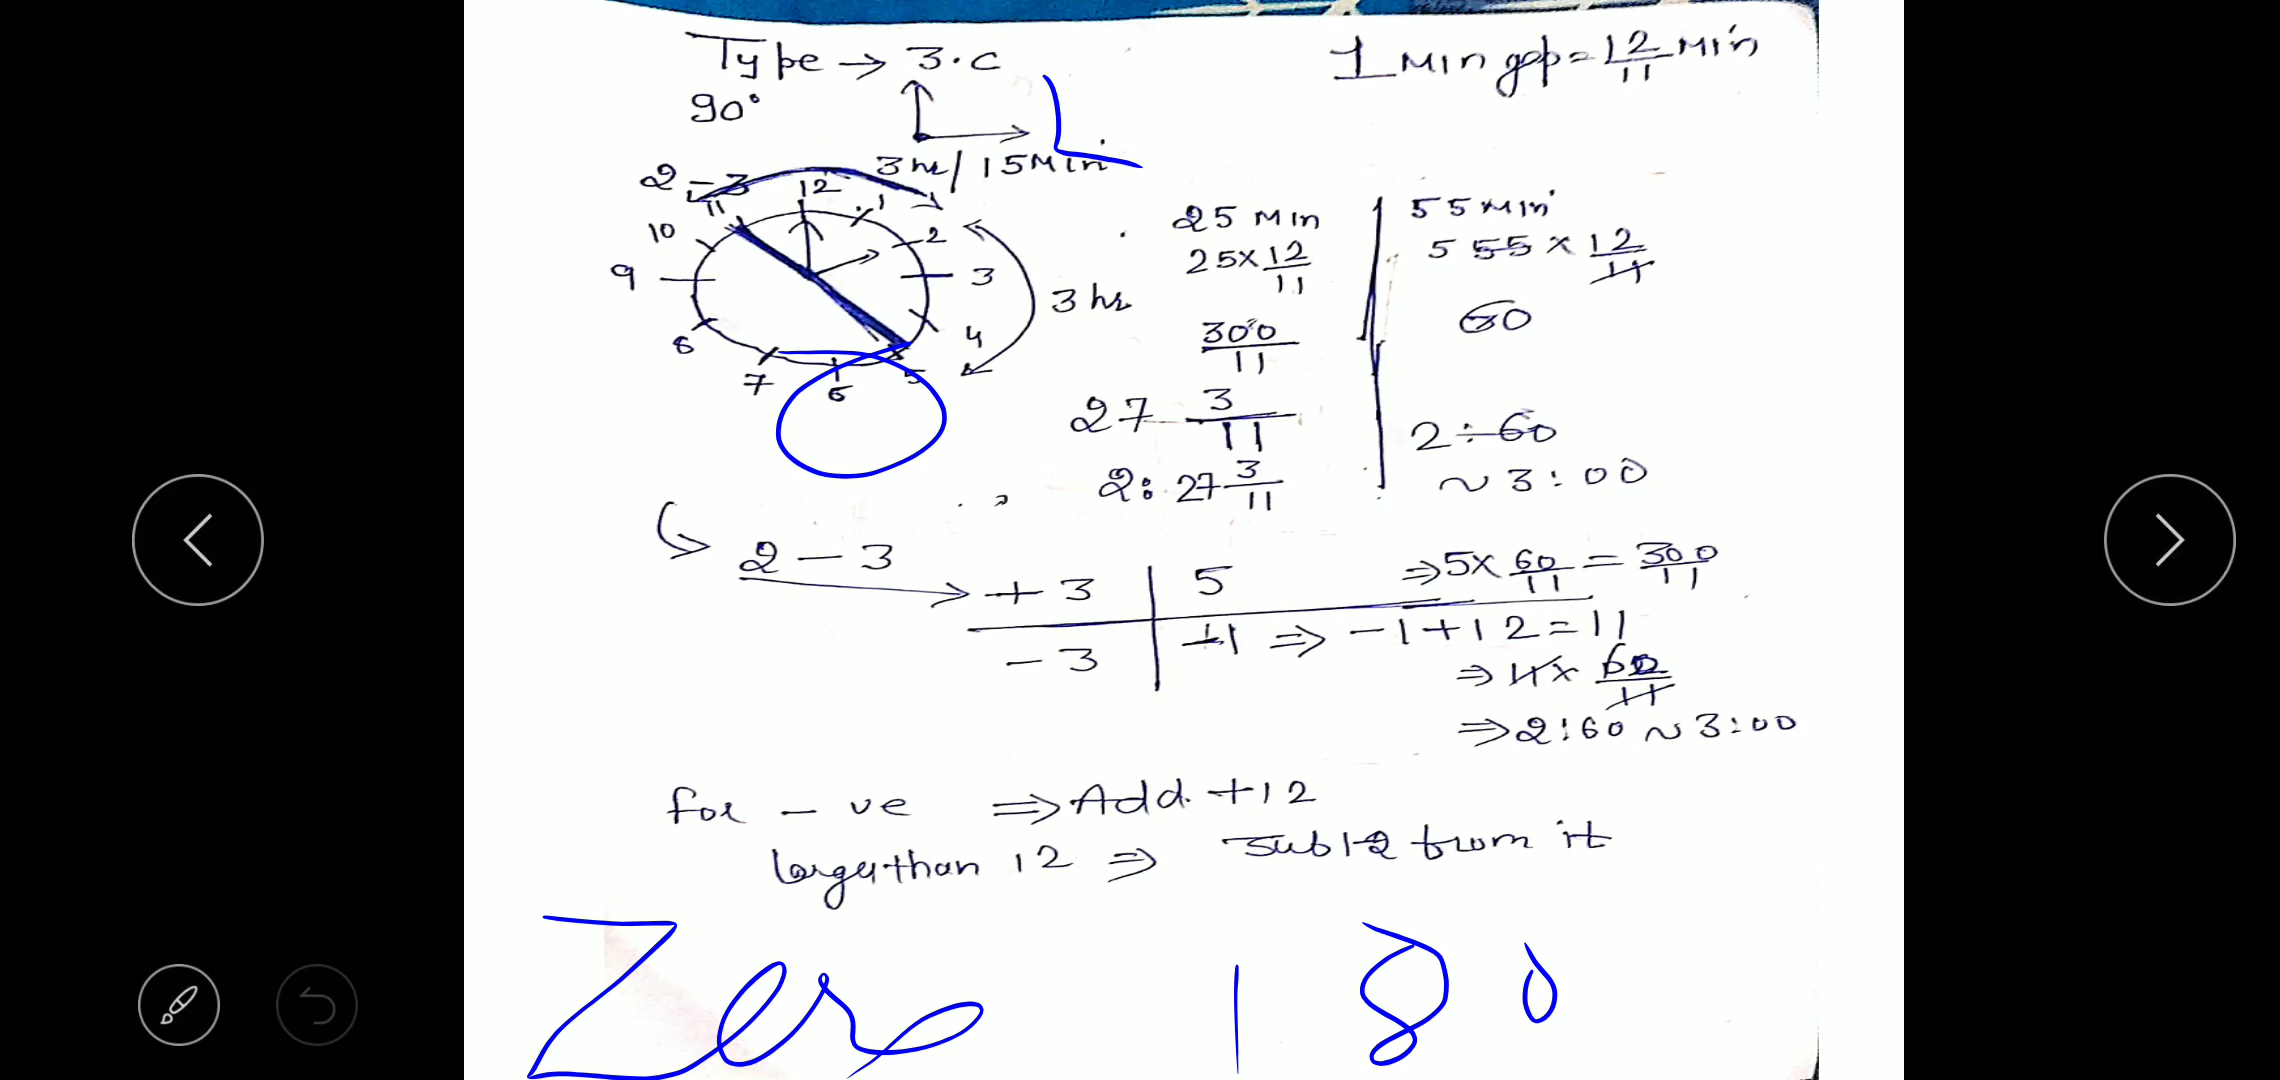 Type → 3.C
1 Min gap = 12/11 Min
90°
3hr/15Min
2-3
12
1
2
3
4
5
6
7
8
9
10
11
3 hr
25 Min
25×12/11
300/11
27 3/11
2:27 3/11
55 Min
5 55 × 12/11
60
2:60
~ 3:00
2 - 3
+3 | 5 ⇒ 5× 60/11 = 300/11
-3 | -1 ⇒ -1+12=11
⇒ 11× 60/11
⇒ 2:60 ~ 3:00
for - ve ⇒ Add +12
larger than 12 ⇒ Sub 12 from it
Zero 180